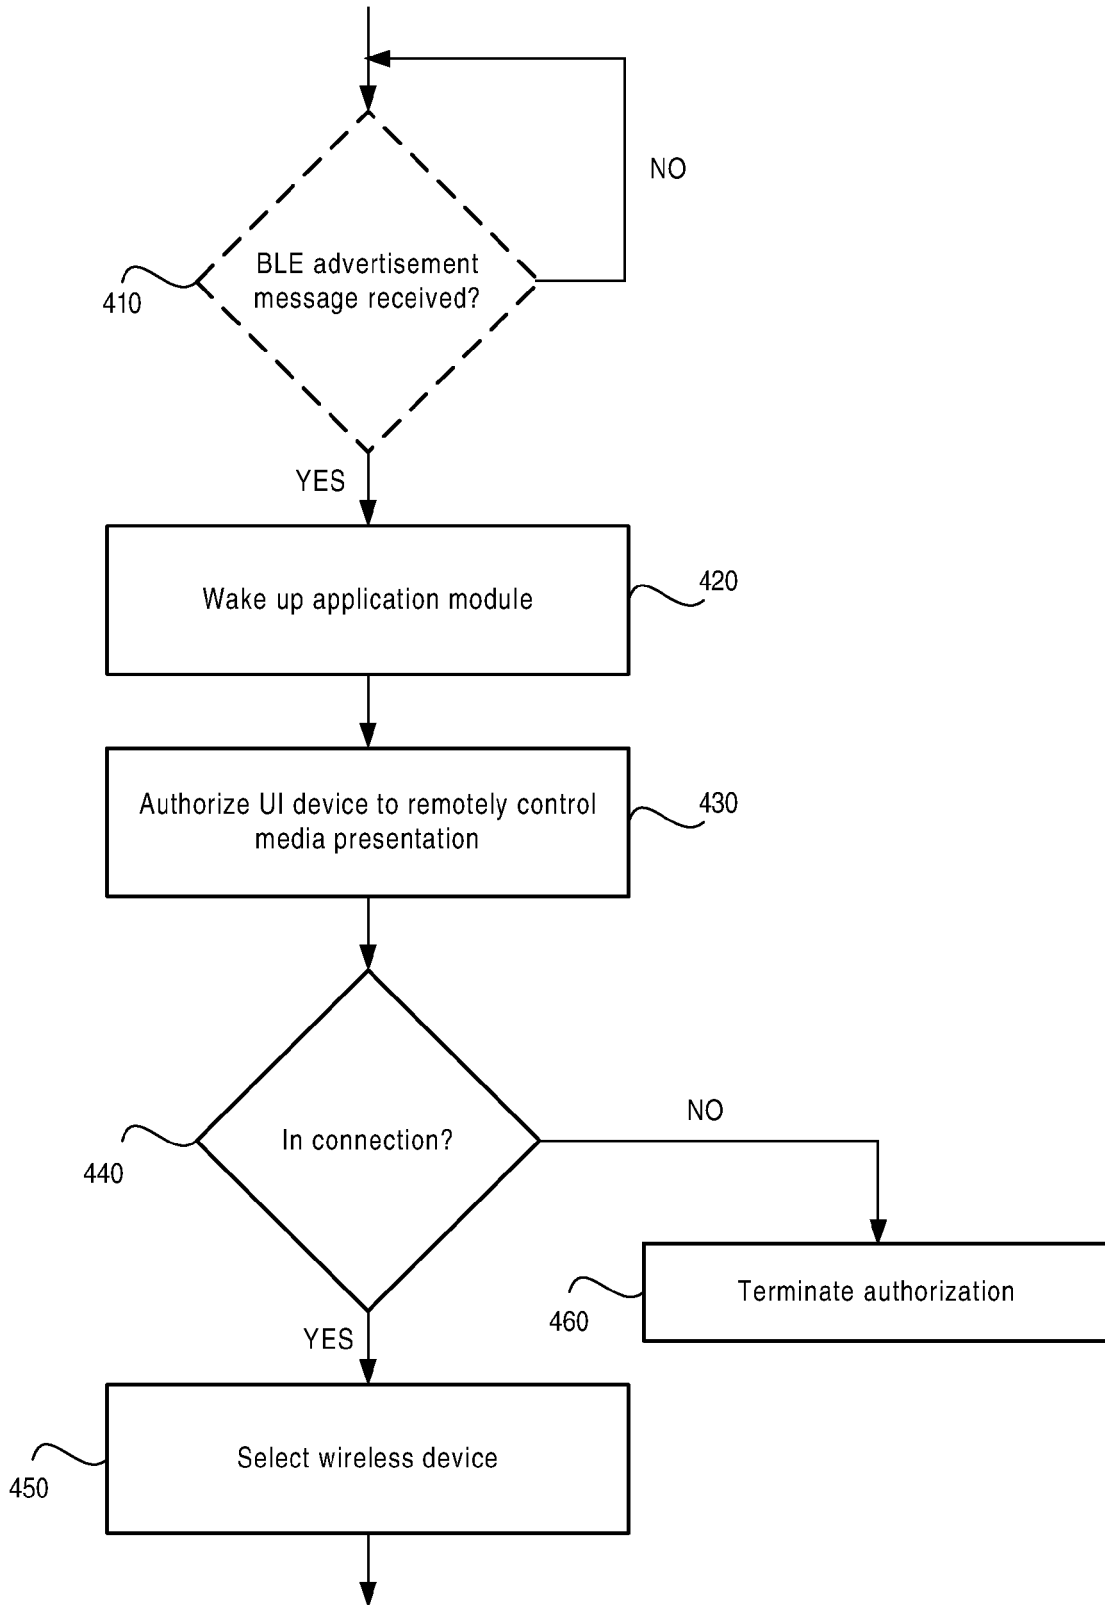 NO
BLE advertisement
message received?
410
YES
Wake up application module
420
Authorize UI device to remotely control
media presentation
430
In connection?
440
NO
Terminate authorization
460
YES
Select wireless device
450